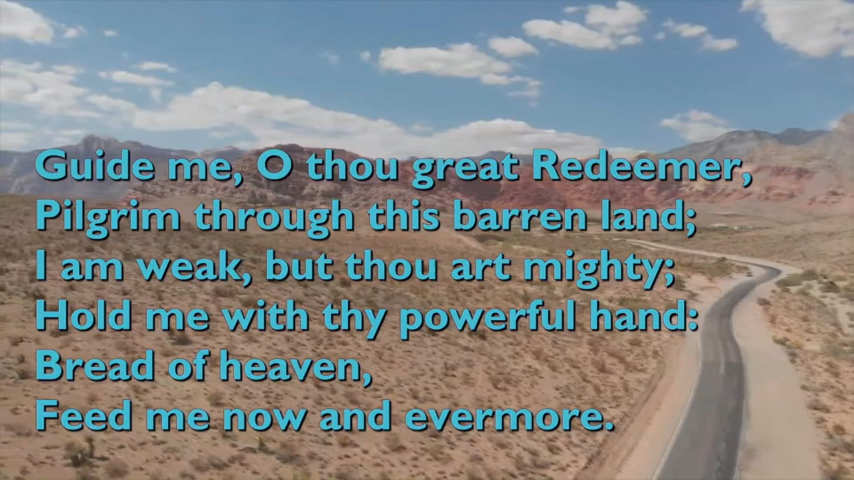 Guide me, O thou great Redeemer,
Pilgrim through this barren land;
I am weak, but thou art mighty;
Hold me with thy powerful hand:
Bread of heaven,
Feed me now and evermore.